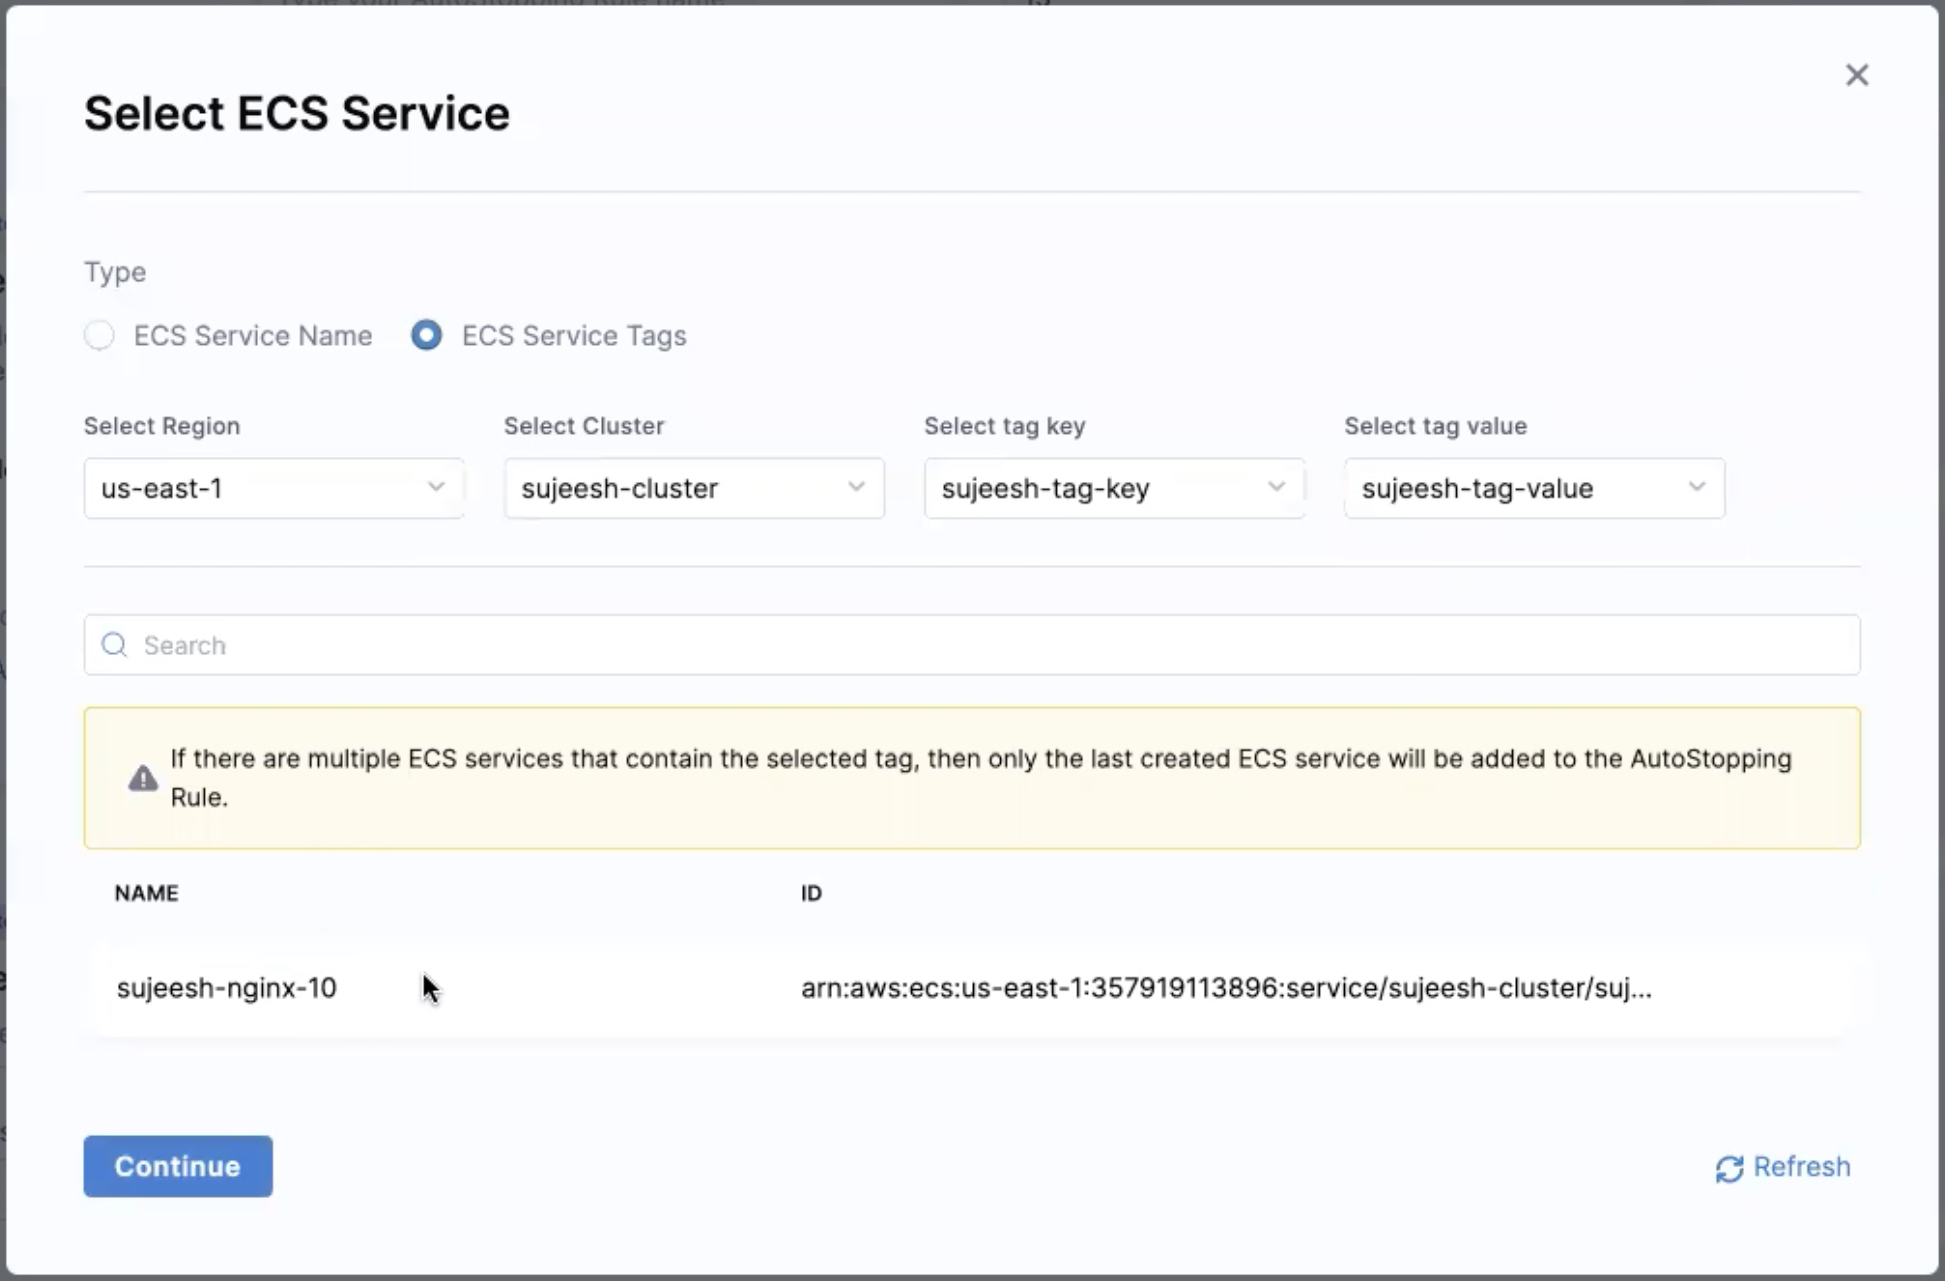 Select ECS Service
Type
ECS Service Name ECS Service Tags
Select Region Select Cluster Select tag key Select tag value
us-east-1 sujeesh-cluster sujeesh-tag-key sujeesh-tag-value
Search
If there are multiple ECS services that contain the selected tag, then only the last created ECS service will be added to the AutoStopping
Rule.
NAME ID
sujeesh-nginx-10 arn:aws:ecs:us-east-1:357919113896:service/sujeesh-cluster/suj...
Continue Refresh